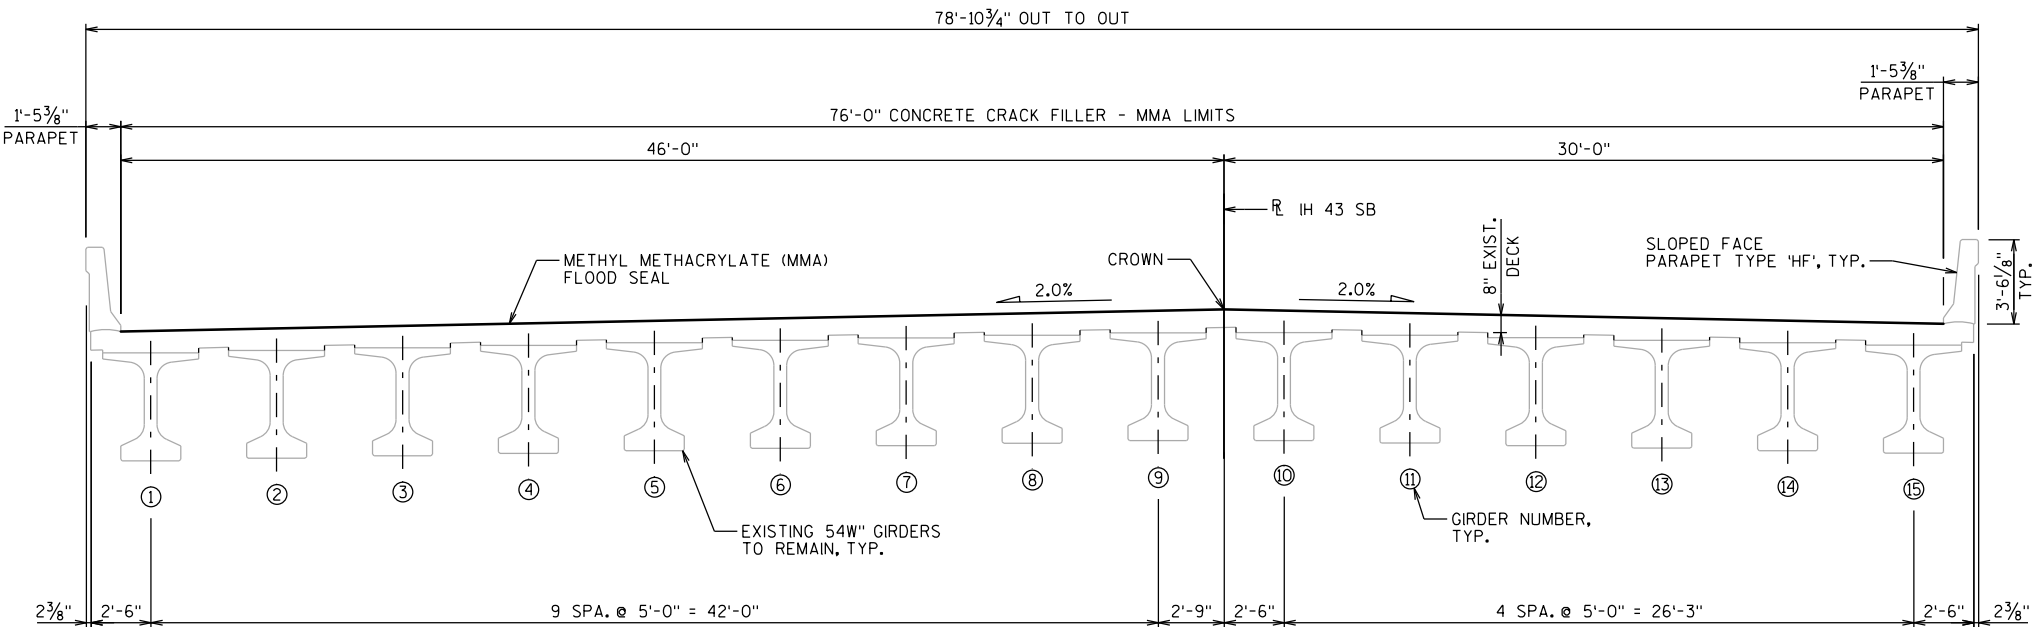 78'-10¾" OUT TO OUT
1'-5⅜"
PARAPET
1'-5⅜"
PARAPET
76'-0" CONCRETE CRACK FILLER - MMA LIMITS
46'-0"
30'-0"
℞ IH 43 SB
8" EXIST.
DECK
SLOPED FACE
PARAPET TYPE 'HF', TYP.
3'-6⅛"
TYP.
METHYL METHACRYLATE (MMA)
FLOOD SEAL
CROWN
2.0%
2.0%
1
2
3
4
5
6
7
8
9
10
11
12
13
14
15
EXISTING 54W" GIRDERS
TO REMAIN, TYP.
GIRDER NUMBER,
TYP.
2⅜"
2'-6"
9 SPA. @ 5'-0" = 42'-0"
2'-9"
2'-6"
4 SPA. @ 5'-0" = 26'-3"
2'-6"
2⅜"